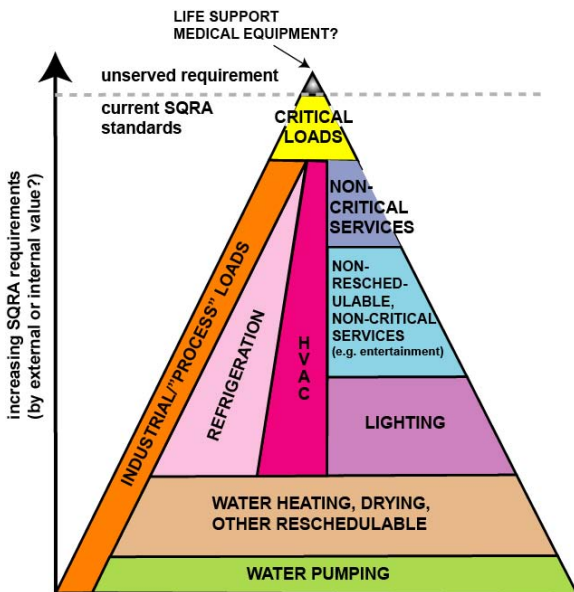 LIFE SUPPORT
MEDICAL EQUIPMENT?
unserved requirement
current SQRA
standards
CRITICAL
LOADS
NON-
CRITICAL
SERVICES
NON-
RESCHED-
ULABLE,
NON-CRITICAL
SERVICES
(e.g. entertainment)
HVAC
REFRIGERATION
INDUSTRIAL/"PROCESS" LOADS
LIGHTING
WATER HEATING, DRYING,
OTHER RESCHEDULABLE
WATER PUMPING
increasing SQRA requirements
(by external or internal value?)